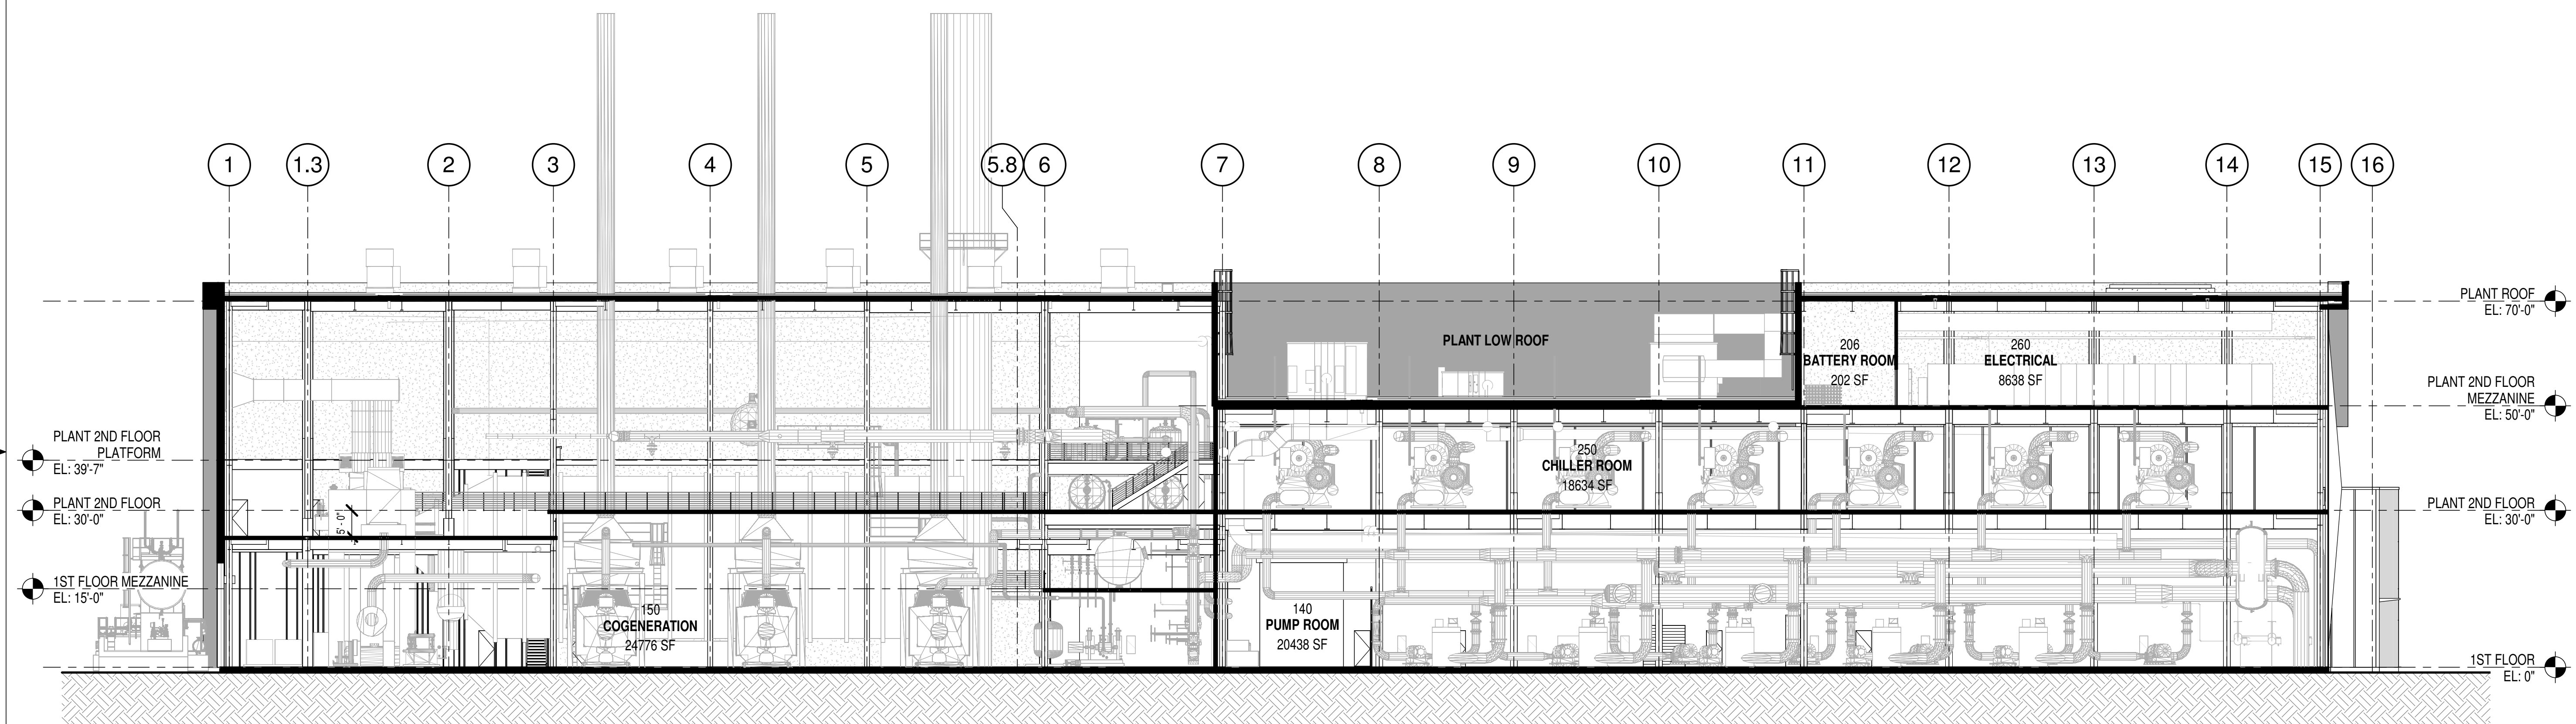 1
1.3
2
3
4
5
5.8
6
7
8
9
10
11
12
13
14
15
16
PLANT ROOF
EL: 70'-0"
PLANT LOW ROOF
206
BATTERY ROOM
202 SF
260
ELECTRICAL
8638 SF
PLANT 2ND FLOOR
MEZZANINE
EL: 50'-0"
PLANT 2ND FLOOR
PLATFORM
EL: 39'-7"
250
CHILLER ROOM
18634 SF
PLANT 2ND FLOOR
EL: 30'-0"
5' - 0"
PLANT 2ND FLOOR
EL: 30'-0"
1ST FLOOR MEZZANINE
EL: 15'-0"
150
COGENERATION
24776 SF
140
PUMP ROOM
20438 SF
1ST FLOOR
EL: 0"